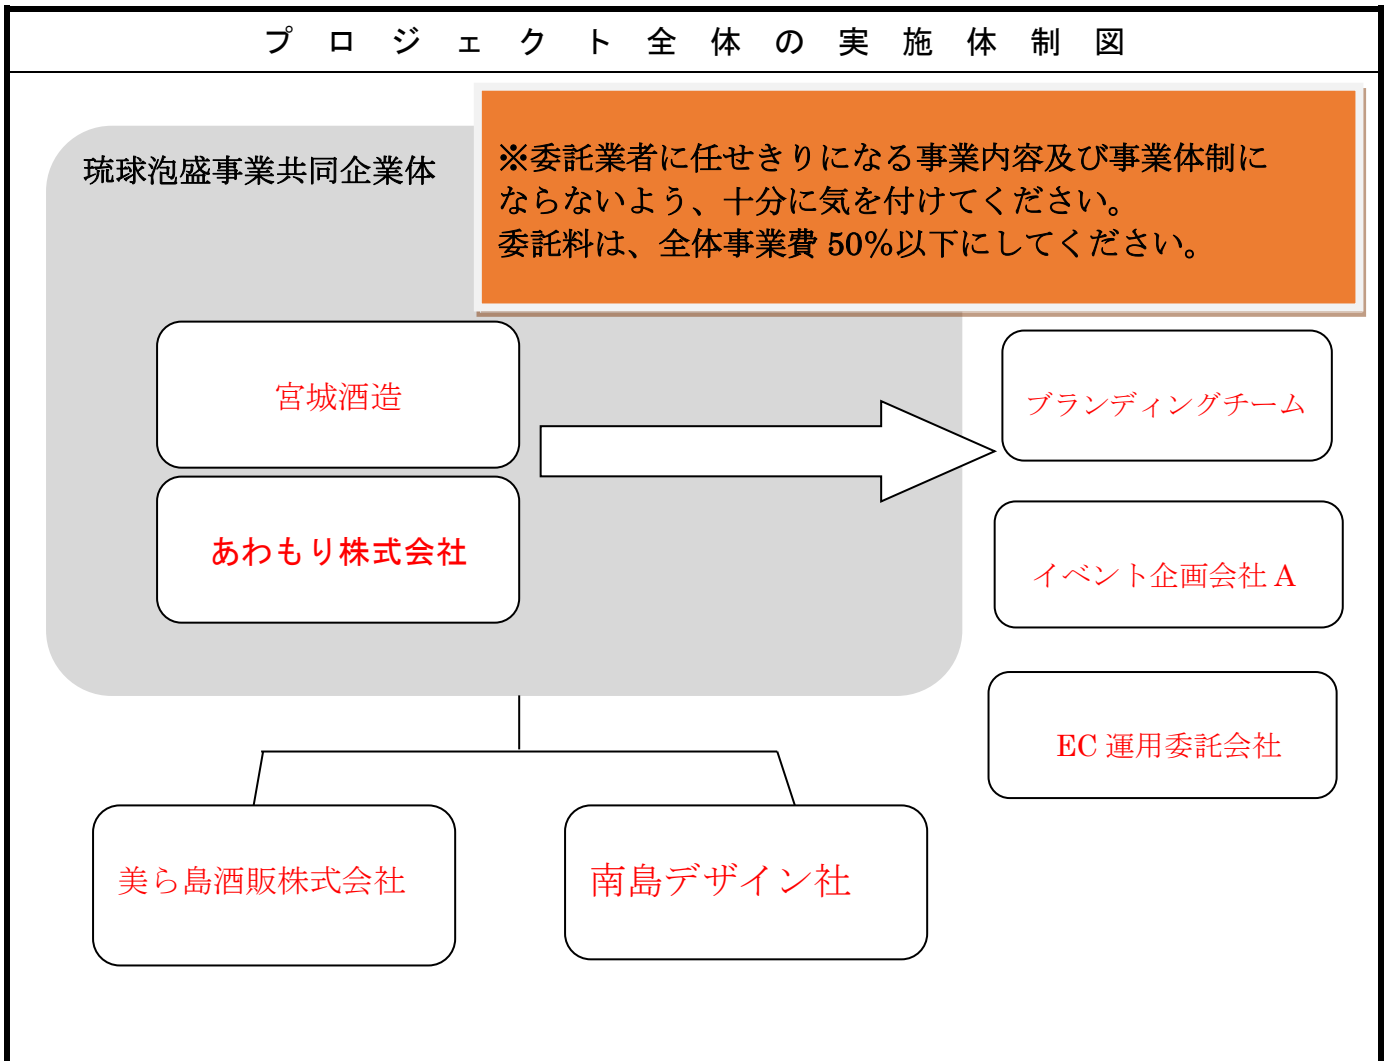 プロジェクト全体の実施体制図
琉球泡盛事業共同企業体
※委託業者に任せきりになる事業内容及び事業体制に
ならないよう、十分に気を付けてください。
委託料は、全体事業費 50％以下にしてください。
宮城酒造
あわもり株式会社
ブランディングチーム
イベント企画会社 A
EC 運用委託会社
美ら島酒販株式会社
南島デザイン社